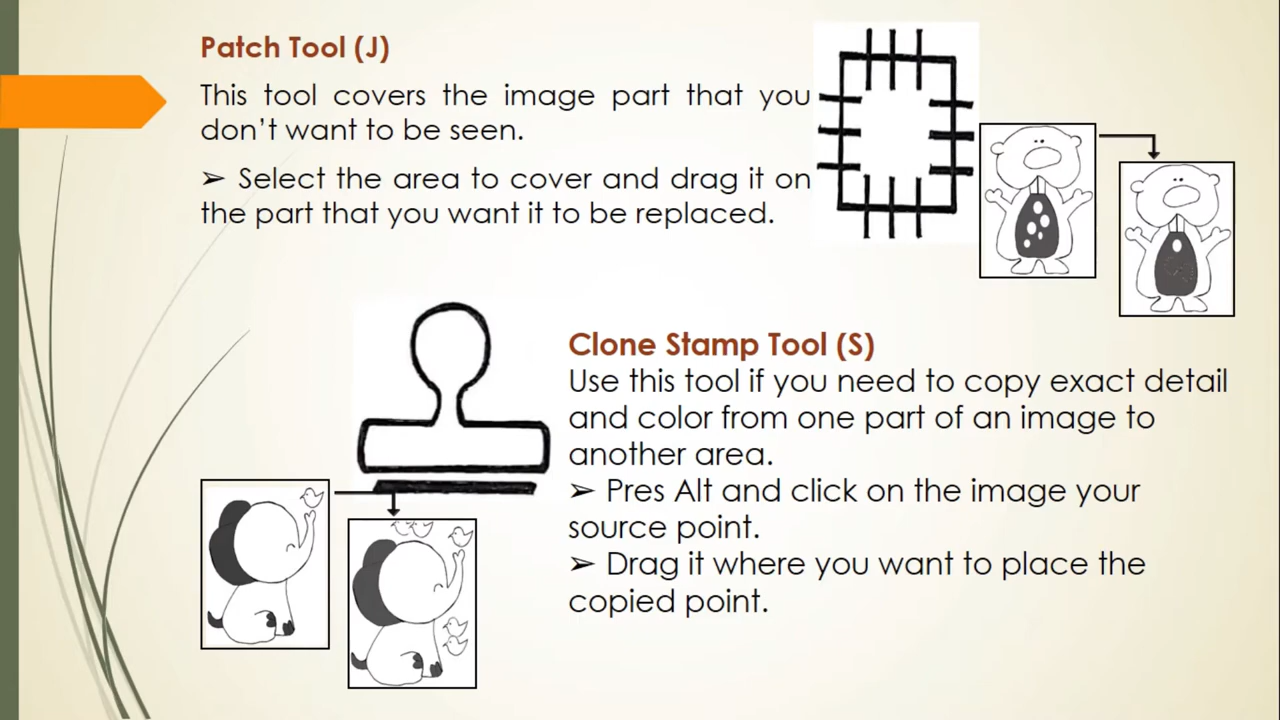 Patch Tool (J)
This tool covers the image part that you
don’t want to be seen.
➢ Select the area to cover and drag it on
the part that you want it to be replaced.
Clone Stamp Tool (S)
Use this tool if you need to copy exact detail
and color from one part of an image to
another area.
➢ Pres Alt and click on the image your
source point.
➢ Drag it where you want to place the
copied point.